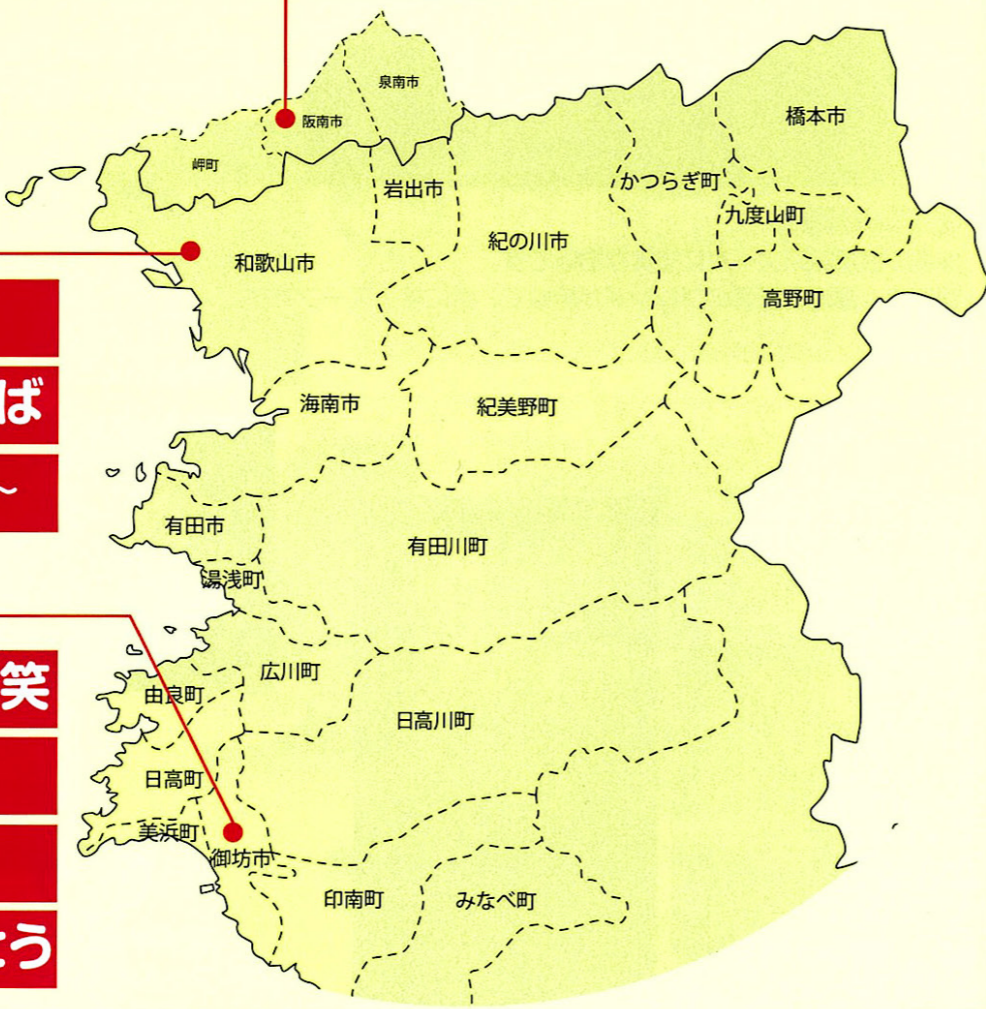 泉南市
阪南市
岬町
橋本市
岩出市
かつらぎ町
九度山町
紀の川市
和歌山市
高野町
ば
海南市
紀美野町
～
有田市
有田川町
湯浅町
笑
広川町
由良町
日高川町
日高町
美浜町
御坊市
印南町
みなべ町
う